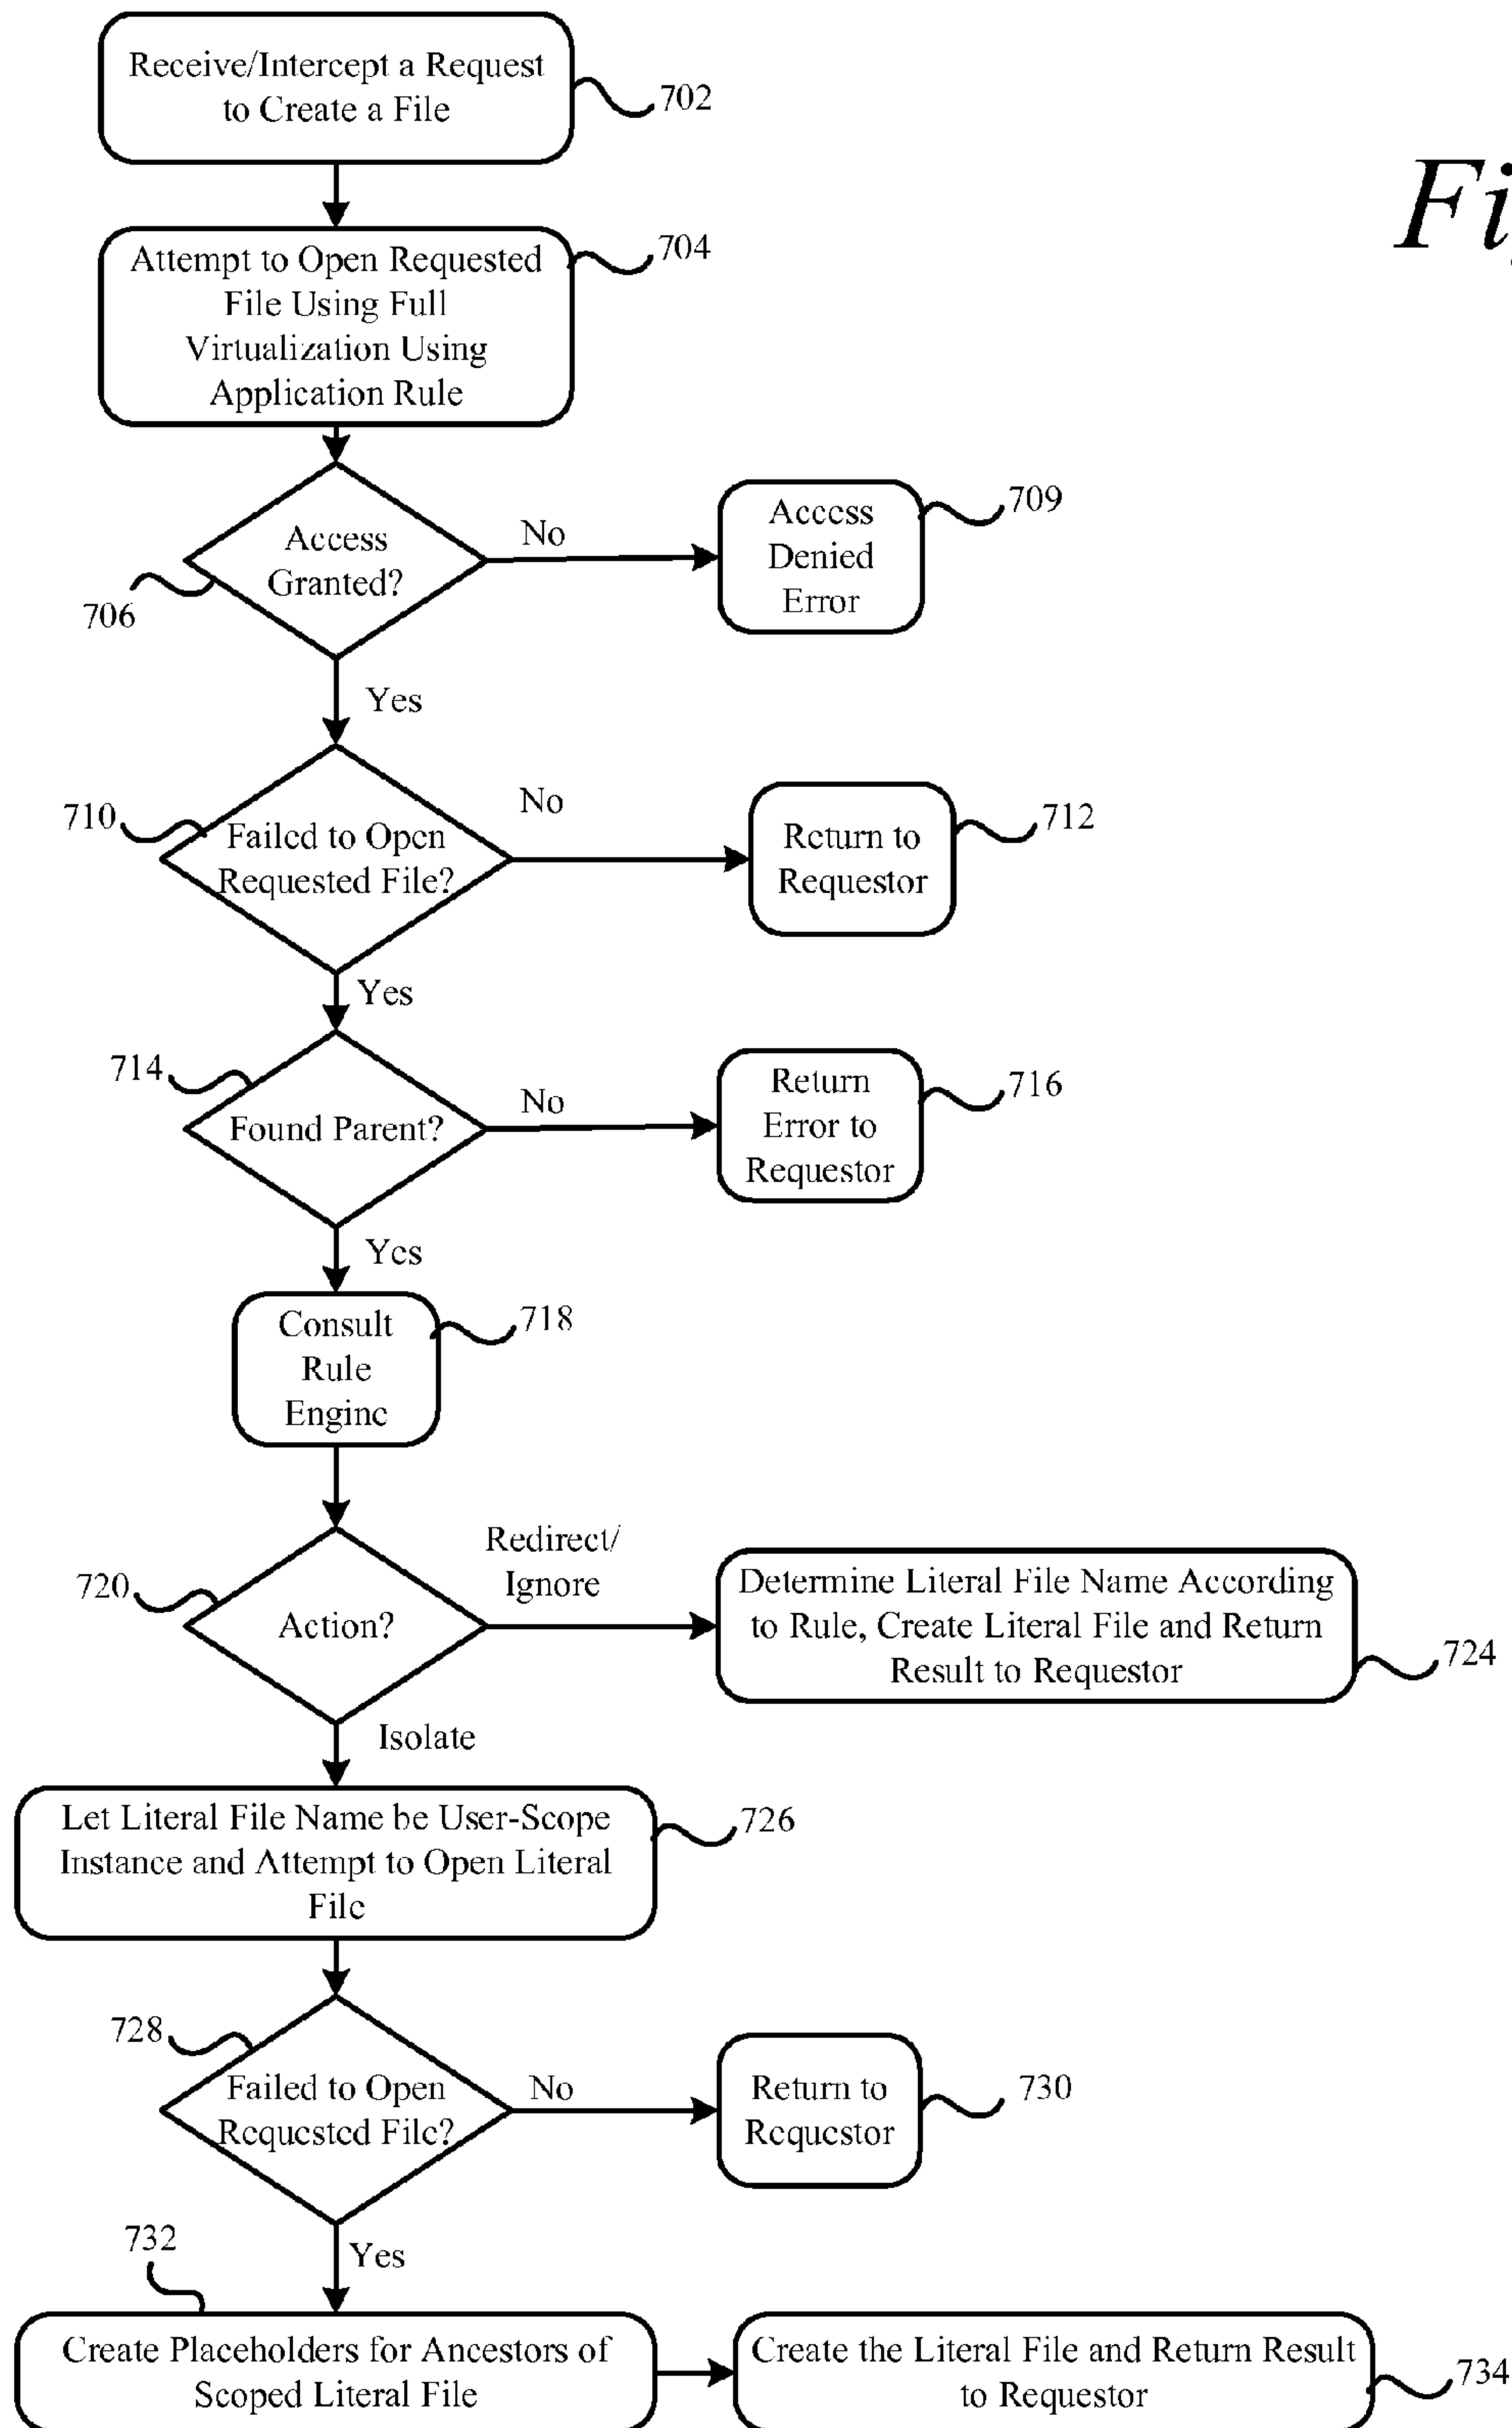 Receive/Intercept a Request
to Create a File
702
Fi
Attempt to Open Requested
File Using Full
Virtualization Using
Application Rule
704
Access
Granted?
706
No
Access
Denied
Error
709
Yes
710
Failed to Open
Requested File?
No
Return to
Requestor
712
Yes
714
Found Parent?
No
Return
Error to
Requestor
716
Yes
Consult
Rule
Engine
718
720
Action?
Redirect/
Ignore
Determine Literal File Name According
to Rule, Create Literal File and Return
Result to Requestor
724
Isolate
Let Literal File Name be User-Scope
Instance and Attempt to Open Literal
File
726
728
Failed to Open
Requested File?
No
Return to
Requestor
730
732
Yes
Create Placeholders for Ancestors of
Scoped Literal File
Create the Literal File and Return Result
to Requestor
734